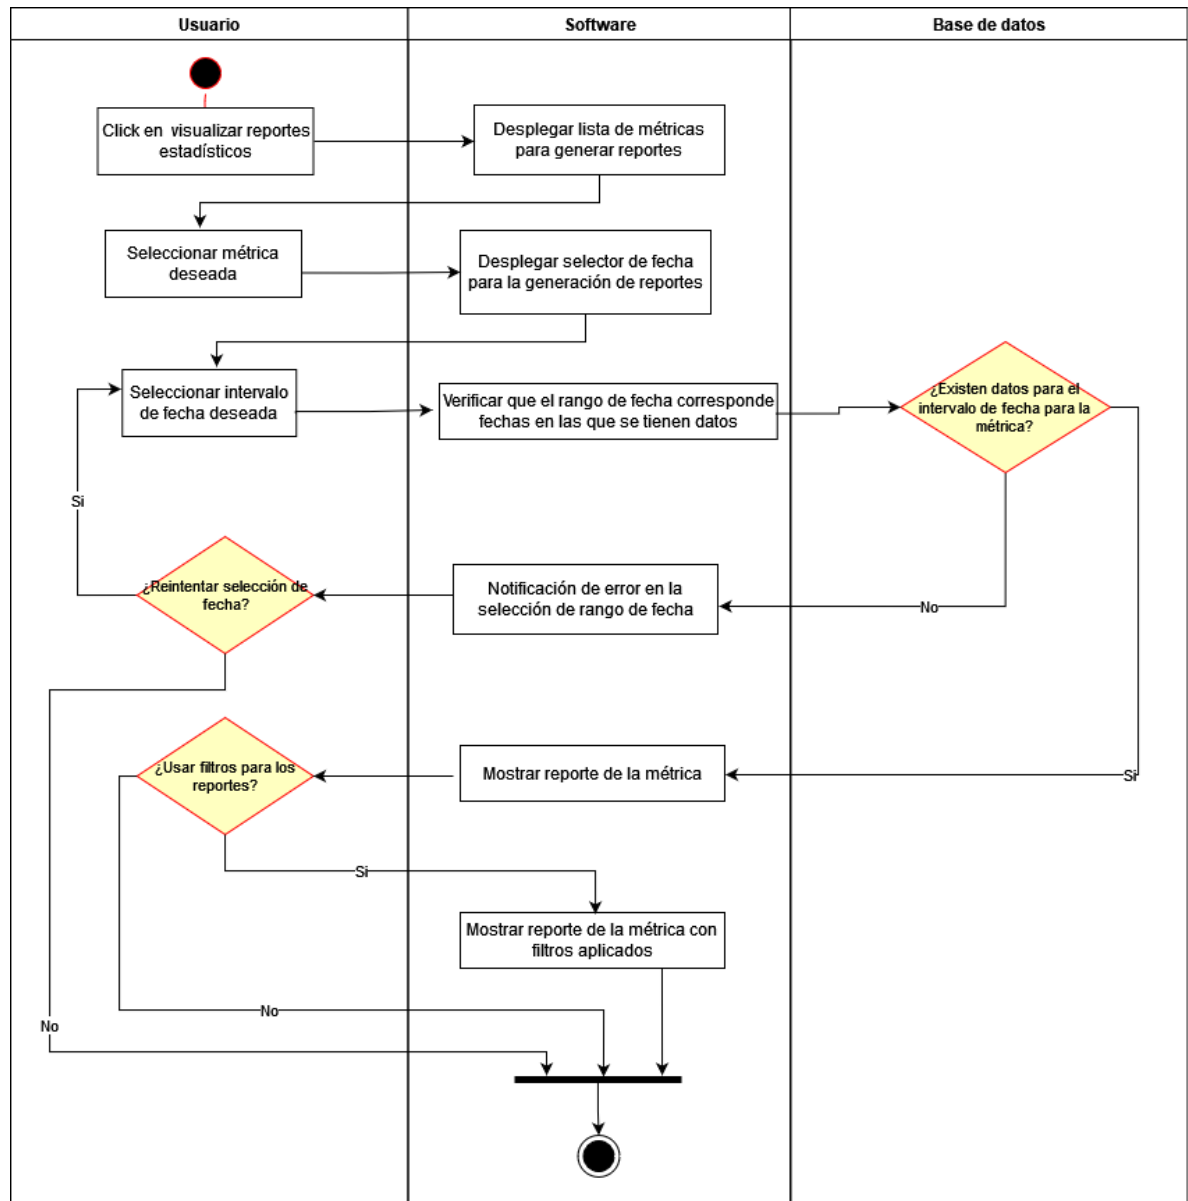 Usuario
Software
Base de datos
Click en visualizar reportes
estadísticos
Desplegar lista de métricas
para generar reportes
Seleccionar métrica
deseada
Desplegar selector de fecha
para la generación de reportes
Seleccionar intervalo
de fecha deseada
Verificar que el rango de fecha corresponde
fechas en las que se tienen datos
¿Existen datos para el
intervalo de fecha para la
métrica?
Si
¿Reintentar selección de
fecha?
Notificación de error en la
selección de rango de fecha
No
¿Usar filtros para los
reportes?
Mostrar reporte de la métrica
Si
Si
Mostrar reporte de la métrica con
filtros aplicados
No
No